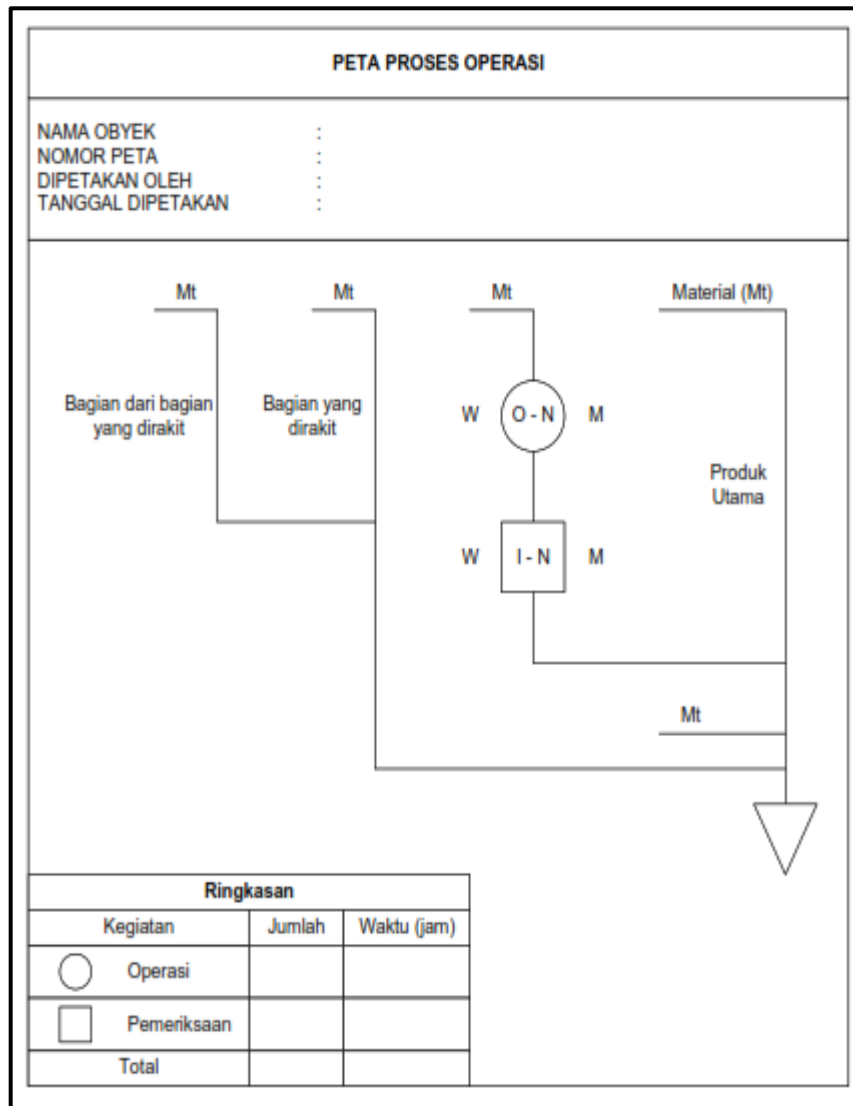 PETA PROSES OPERASI
NAMA OBYEK :
NOMOR PETA :
DIPETAKAN OLEH :
TANGGAL DIPETAKAN :
Mt
Mt
Mt
Material (Mt)
Bagian dari bagian
yang dirakit
Bagian yang
dirakit
W O - N M
Produk
Utama
W I - N M
Mt
Ringkasan
Kegiatan Jumlah Waktu (jam)
Operasi
Pemeriksaan
Total